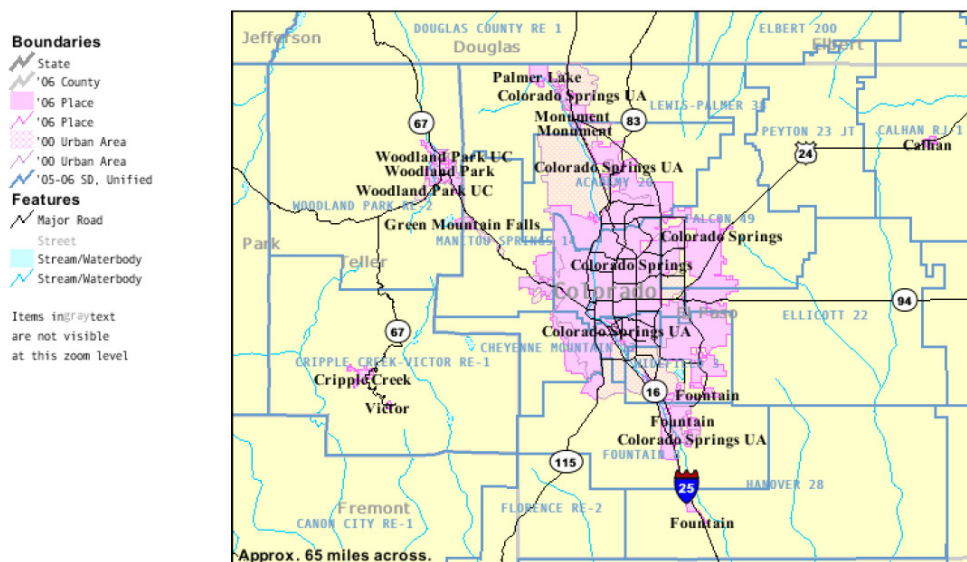 Boundaries
State
'06 County
'06 Place
'06 Place
'00 Urban Area
'00 Urban Area
'05-06 SD, Unified
Features
Major Road
Street
Stream/Waterbody
Stream/Waterbody
Items in gray text
are not visible
at this zoom level
Jefferson
DOUGLAS COUNTY RE 1
Douglas
ELBERT 200
Elbert
Palmer Lake
Colorado Springs UA
LEWIS-PALMER 38
Monument
Monument
67
83
PEYTON 23 JT
CALHAN RJ-1
24
Calhan
Woodland Park UC
Woodland Park
Woodland Park UC
Colorado Springs UA
ACADEMY 20
WOODLAND PARK RE-2
Green Mountain Falls
FALCON 49
Park
MANITOU SPRINGS 14
Colorado Springs
Teller
Colorado Springs
Colorado
94
El Paso
ELLICOTT 22
67
Colorado Springs UA
CHEYENNE MOUNTAIN
CRIPPLE CREEK-VICTOR RE-1
WIDEFIELD 3
Cripple Creek
16
Fountain
Victor
Fountain
Colorado Springs UA
FOUNTAIN
115
25
HANOVER 28
Fremont
FLORENCE RE-2
CANON CITY RE-1
Fountain
Approx. 65 miles across.